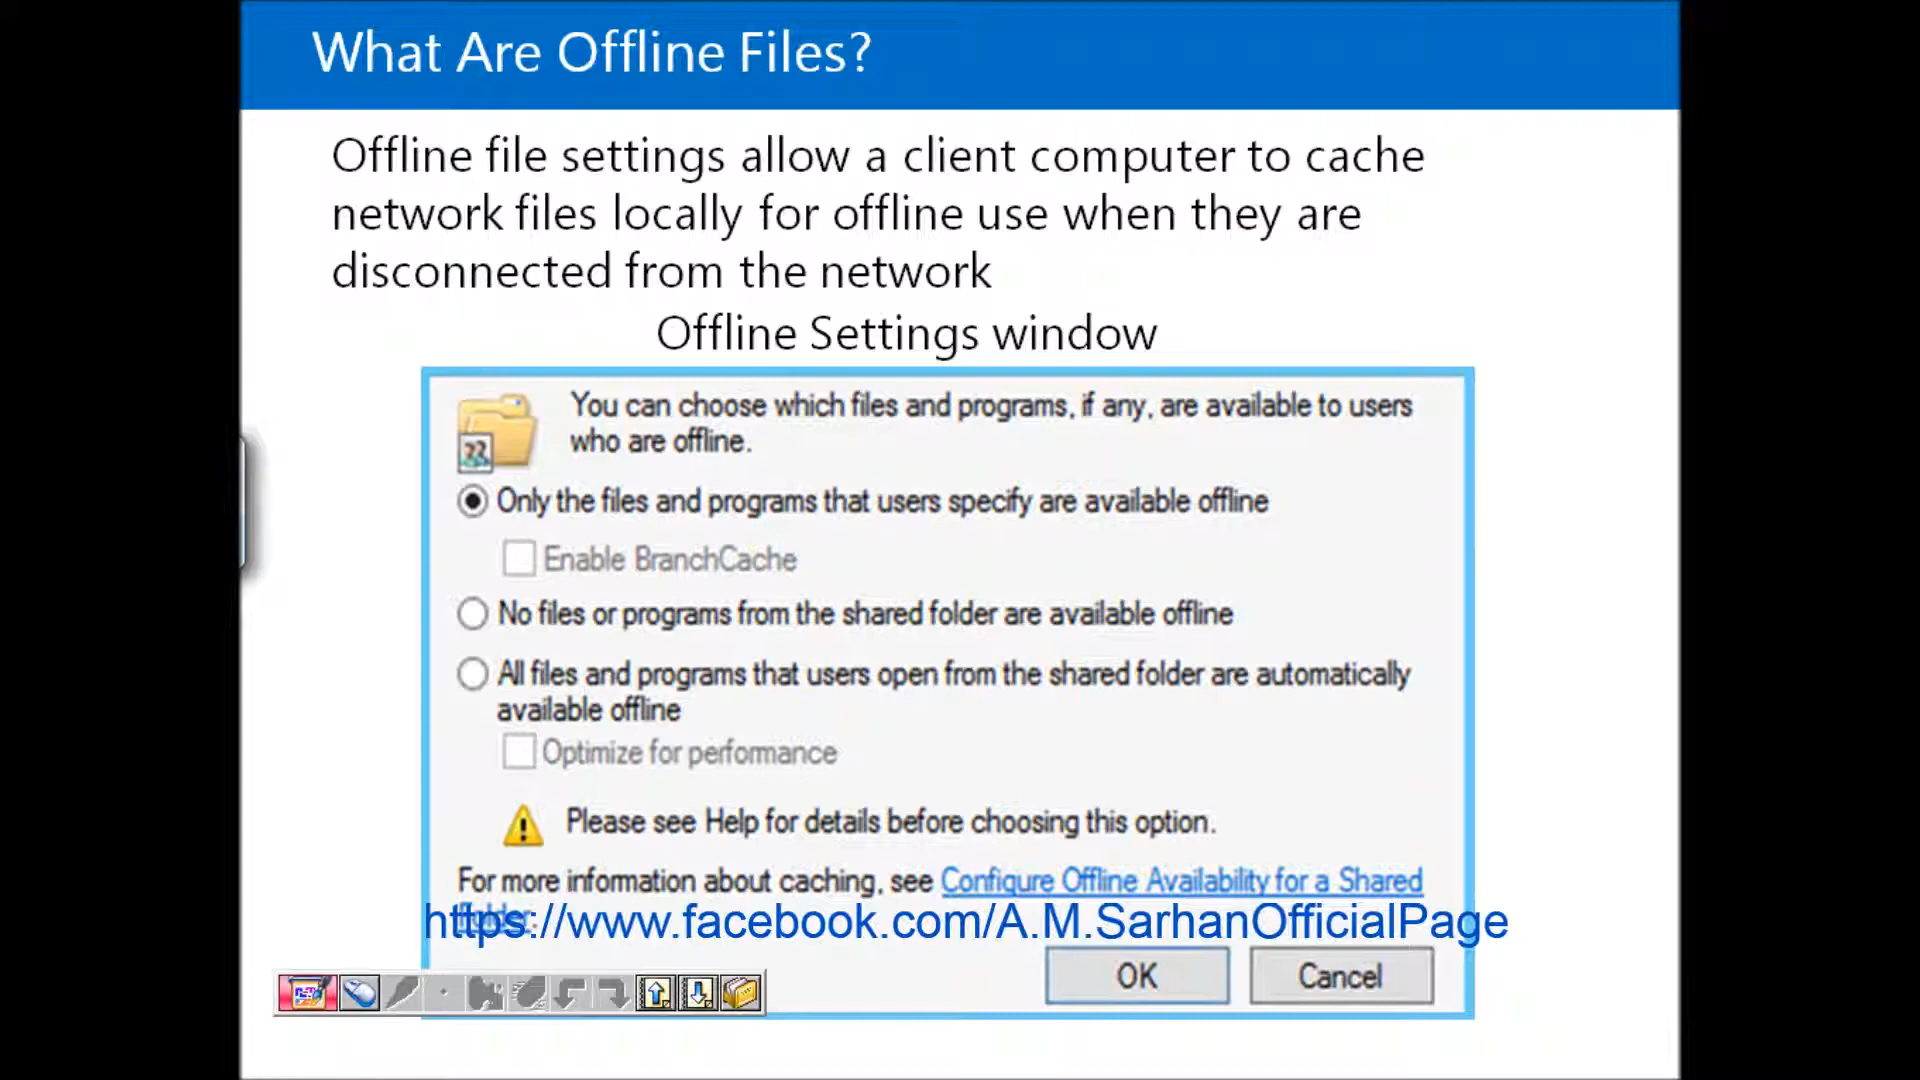 What Are Offline Files?
Offline file settings allow a client computer to cache
network files locally for offline use when they are
disconnected from the network
Offline Settings window
You can choose which files and programs, if any, are available to users
who are offline.
Only the files and programs that users specify are available offline
Enable BranchCache
No files or programs from the shared folder are available offline
All files and programs that users open from the shared folder are automatically
available offline
Optimize for performance
Please see Help for details before choosing this option.
For more information about caching, see Configure Offline Availability for a Shared
Folder.
https://www.facebook.com/A.M.SarhanOfficialPage
OK Cancel